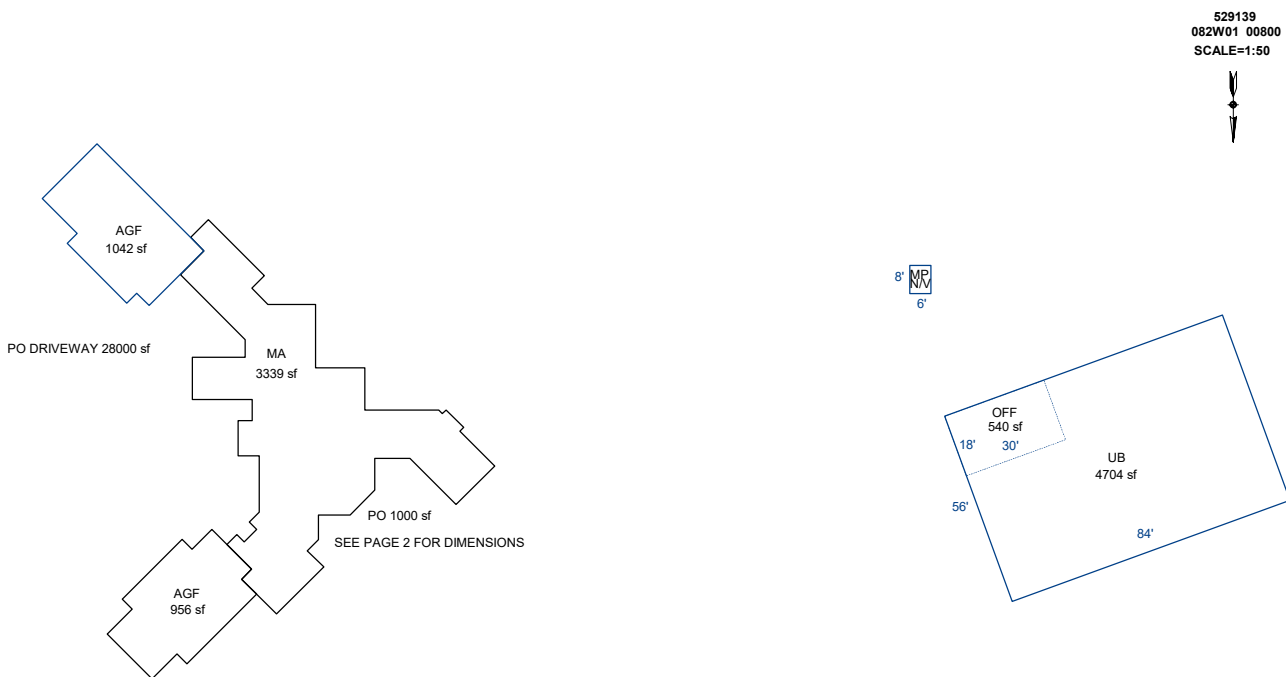 529139
082W01 00800
SCALE=1:50
AGF
1042 sf
PO DRIVEWAY 28000 sf
MA
3339 sf
PO 1000 sf
SEE PAGE 2 FOR DIMENSIONS
AGF
956 sf
8'
MP
N/V
6'
OFF
540 sf
18'
30'
UB
4704 sf
56'
84'